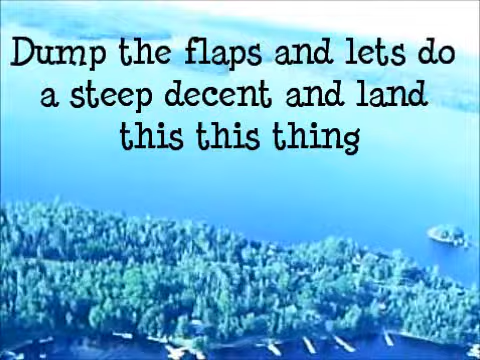 Dump the flaps and lets do
a steep decent and land
this this thing